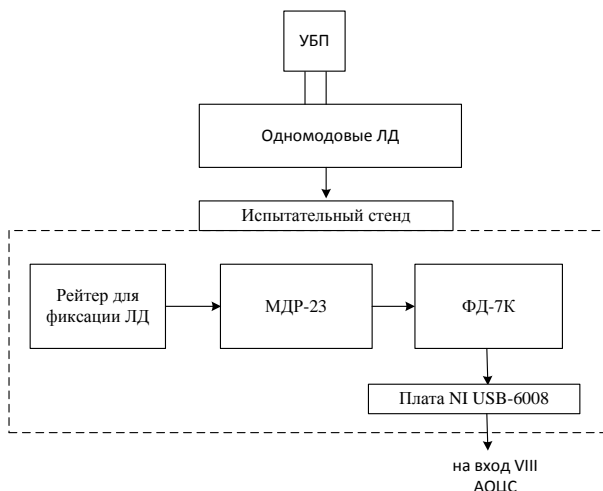 УБП
Одномодовые ЛД
Испытательный стенд
Рейтер для
фиксации ЛД
МДР-23
ФД-7К
Плата NI USB-6008
на вход VIII
АОЦС